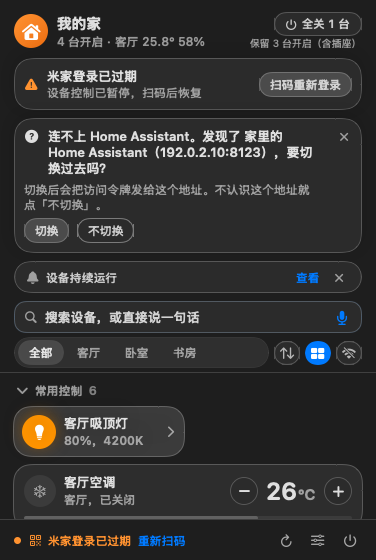 我的家
全关 1 台
4 台开启 · 客厅 25.8° 58%
保留 3 台开启（含插座）
米家登录已过期
设备控制已暂停，扫码后恢复
扫码重新登录
连不上 Home Assistant。发现了 家里的
Home Assistant（192.0.2.10:8123），要切
换过去吗？
切换后会把访问令牌发给这个地址。不认识这个地址就
点「不切换」。
切换
不切换
设备持续运行
查看
搜索设备，或直接说一句话
全部
客厅
卧室
书房
常用控制 6
客厅吸顶灯
80%，4200K
客厅空调
客厅，已关闭
26°C
米家登录已过期 重新扫码